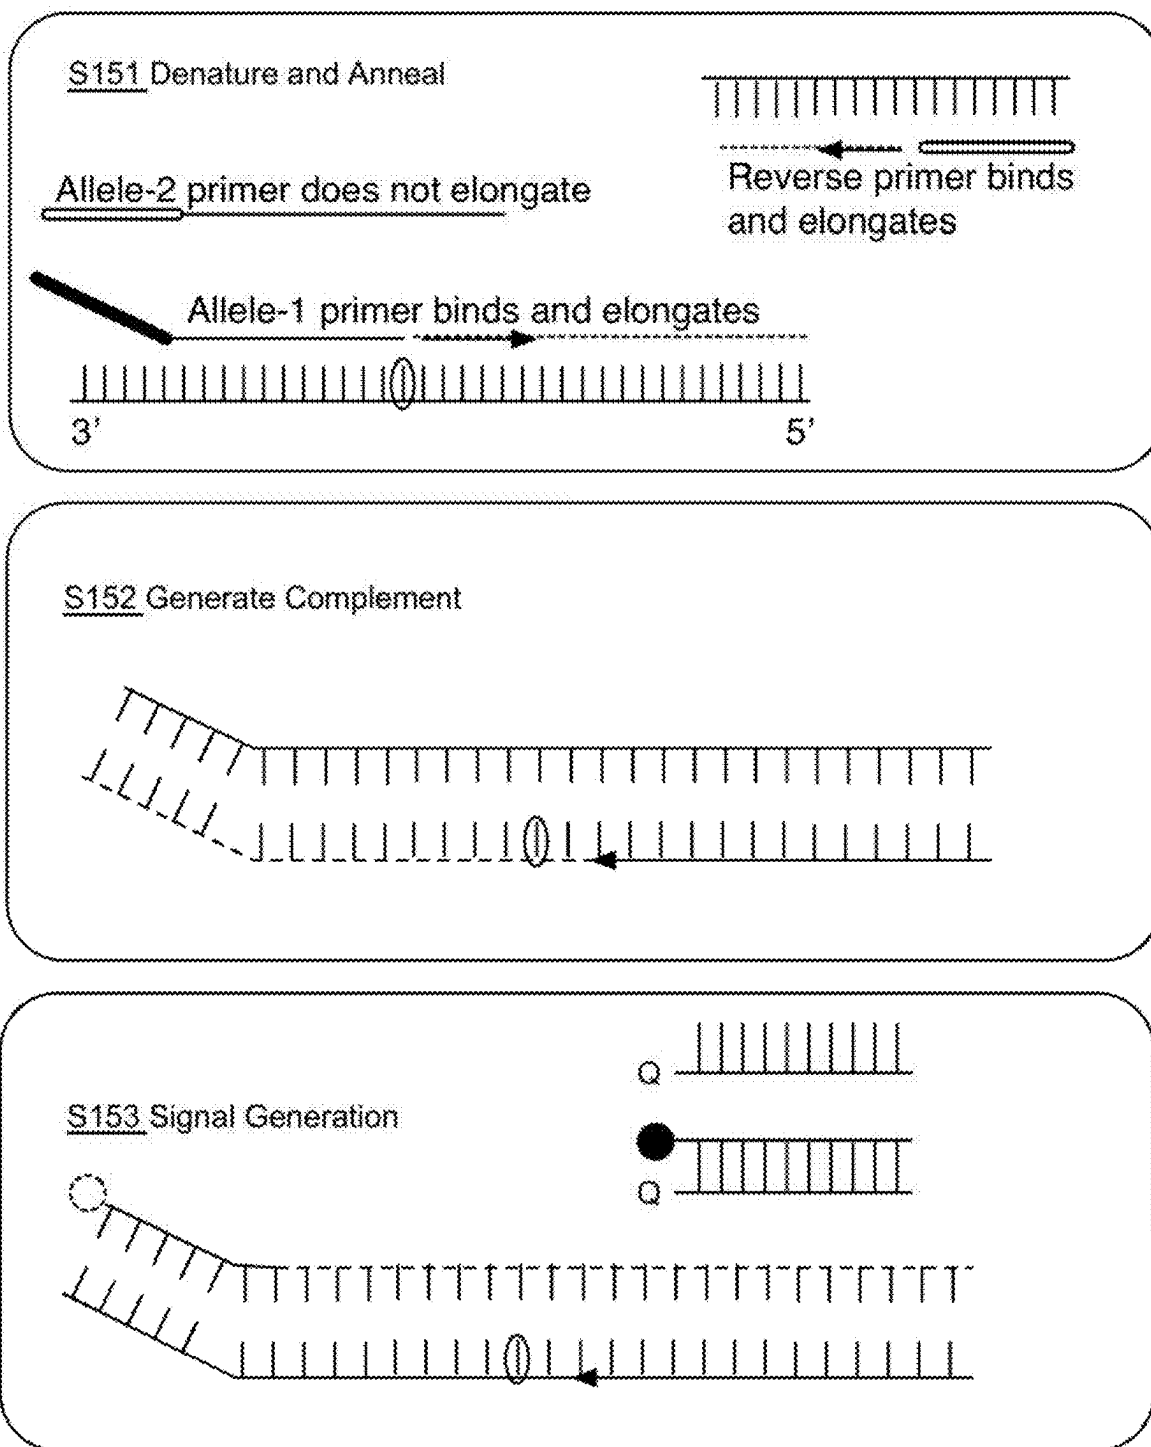 S151 Denature and Anneal
Allele-2 primer does not elongate
Reverse primer binds
and elongates
Allele-1 primer binds and elongates
3’
5’
S152 Generate Complement
Q
S153 Signal Generation
Q